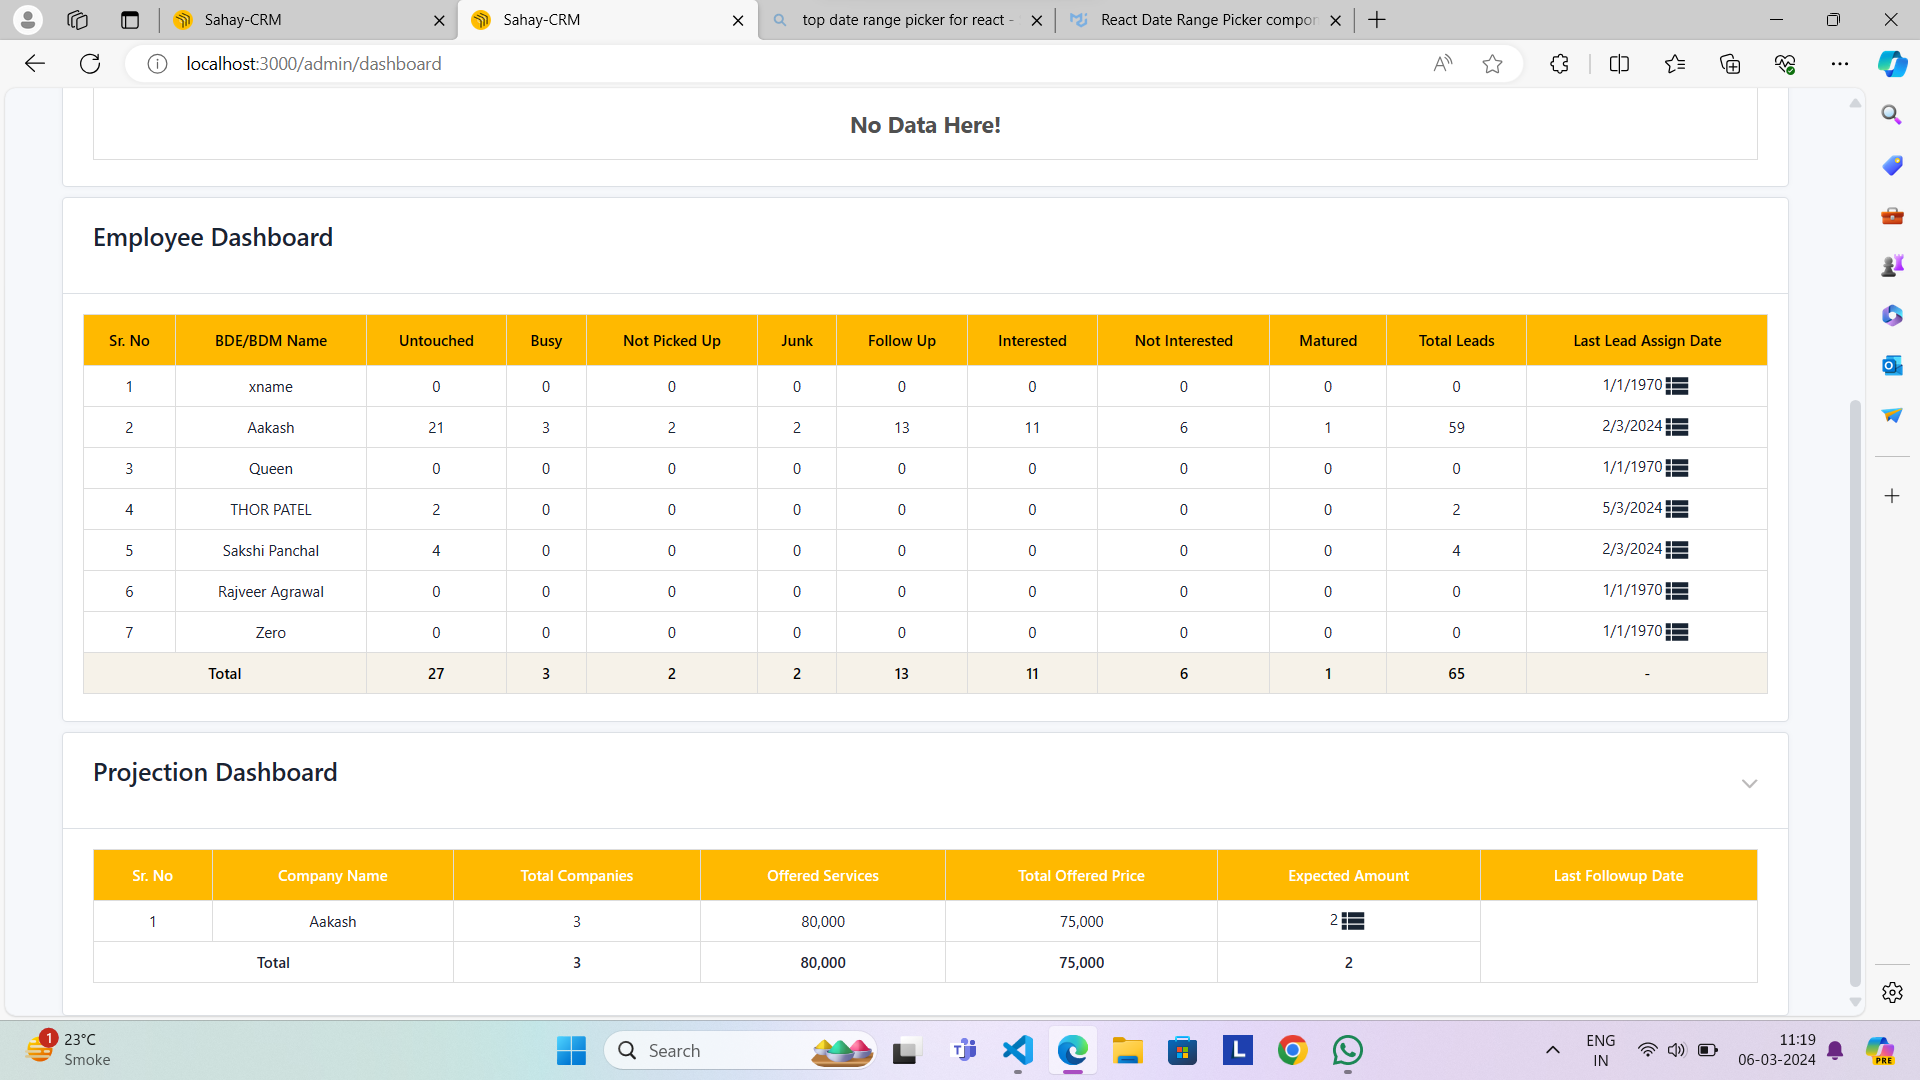 Sahay-CRM
Sahay-CRM
top date range picker for react -
React Date Range Picker compor
localhost:3000/admin/dashboard
No Data Here!
Employee Dashboard
Sr. No BDE/BDM Name Untouched Busy Not Picked Up Junk Follow Up Interested Not Interested Matured Total Leads Last Lead Assign Date
1 xname 0 0 0 0 0 0 0 0 0 1/1/1970
2 Aakash 21 3 2 2 13 11 6 1 59 2/3/2024
3 Queen 0 0 0 0 0 0 0 0 0 1/1/1970
4 THOR PATEL 2 0 0 0 0 0 0 0 2 5/3/2024
5 Sakshi Panchal 4 0 0 0 0 0 0 0 4 2/3/2024
6 Rajveer Agrawal 0 0 0 0 0 0 0 0 0 1/1/1970
7 Zero 0 0 0 0 0 0 0 0 0 1/1/1970
Total 27 3 2 2 13 11 6 1 65 -
Projection Dashboard
Sr. No Company Name Total Companies Offered Services Total Offered Price Expected Amount Last Followup Date
1 Aakash 3 80,000 75,000 2
Total 3 80,000 75,000 2
1
23°C
Smoke
Search
L
ENG
IN
11:19
06-03-2024
PRE